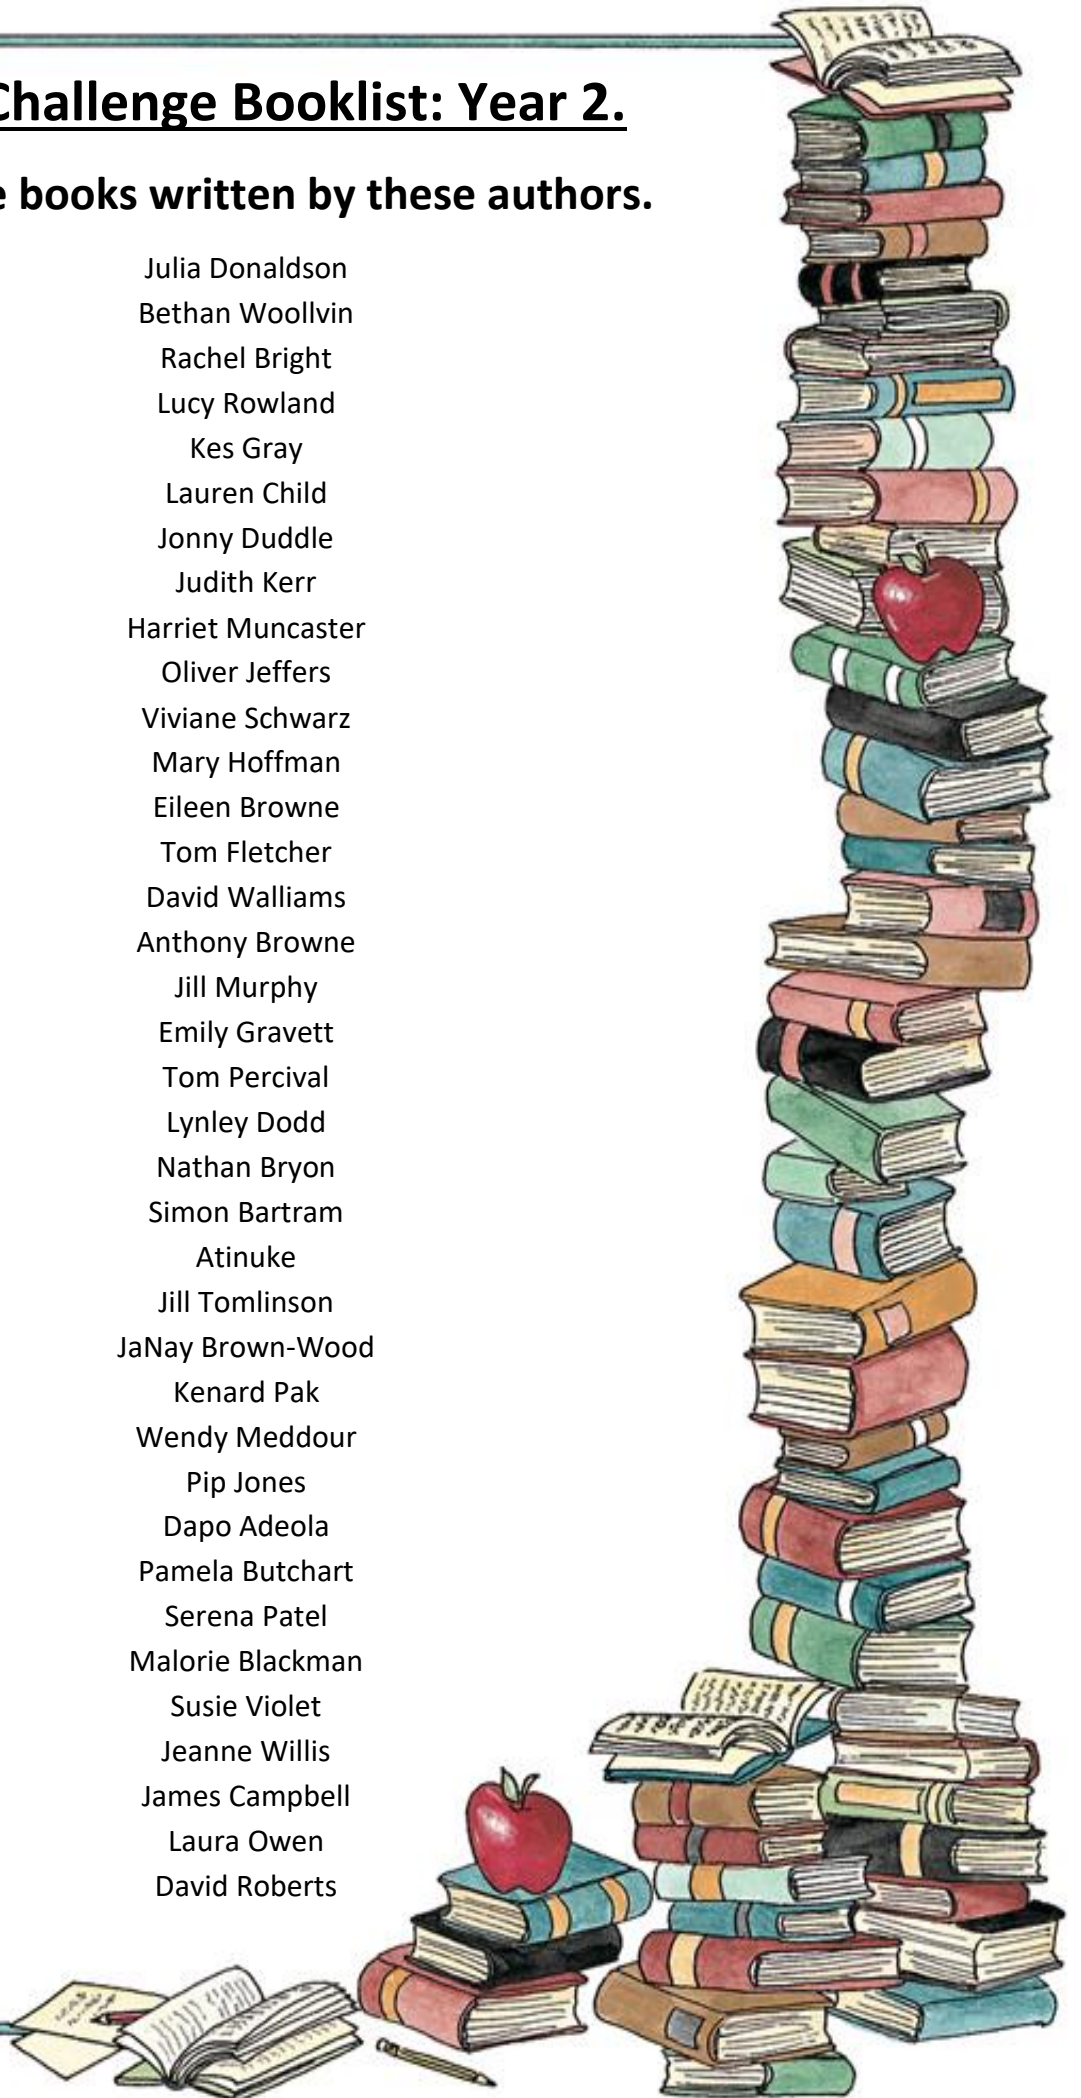 Challenge Booklist: Year 2.
e books written by these authors.
Julia Donaldson
Bethan Woollvin
Rachel Bright
Lucy Rowland
Kes Gray
Lauren Child
Jonny Duddle
Judith Kerr
Harriet Muncaster
Oliver Jeffers
Viviane Schwarz
Mary Hoffman
Eileen Browne
Tom Fletcher
David Walliams
Anthony Browne
Jill Murphy
Emily Gravett
Tom Percival
Lynley Dodd
Nathan Bryon
Simon Bartram
Atinuke
Jill Tomlinson
JaNay Brown-Wood
Kenard Pak
Wendy Meddour
Pip Jones
Dapo Adeola
Pamela Butchart
Serena Patel
Malorie Blackman
Susie Violet
Jeanne Willis
James Campbell
Laura Owen
David Roberts